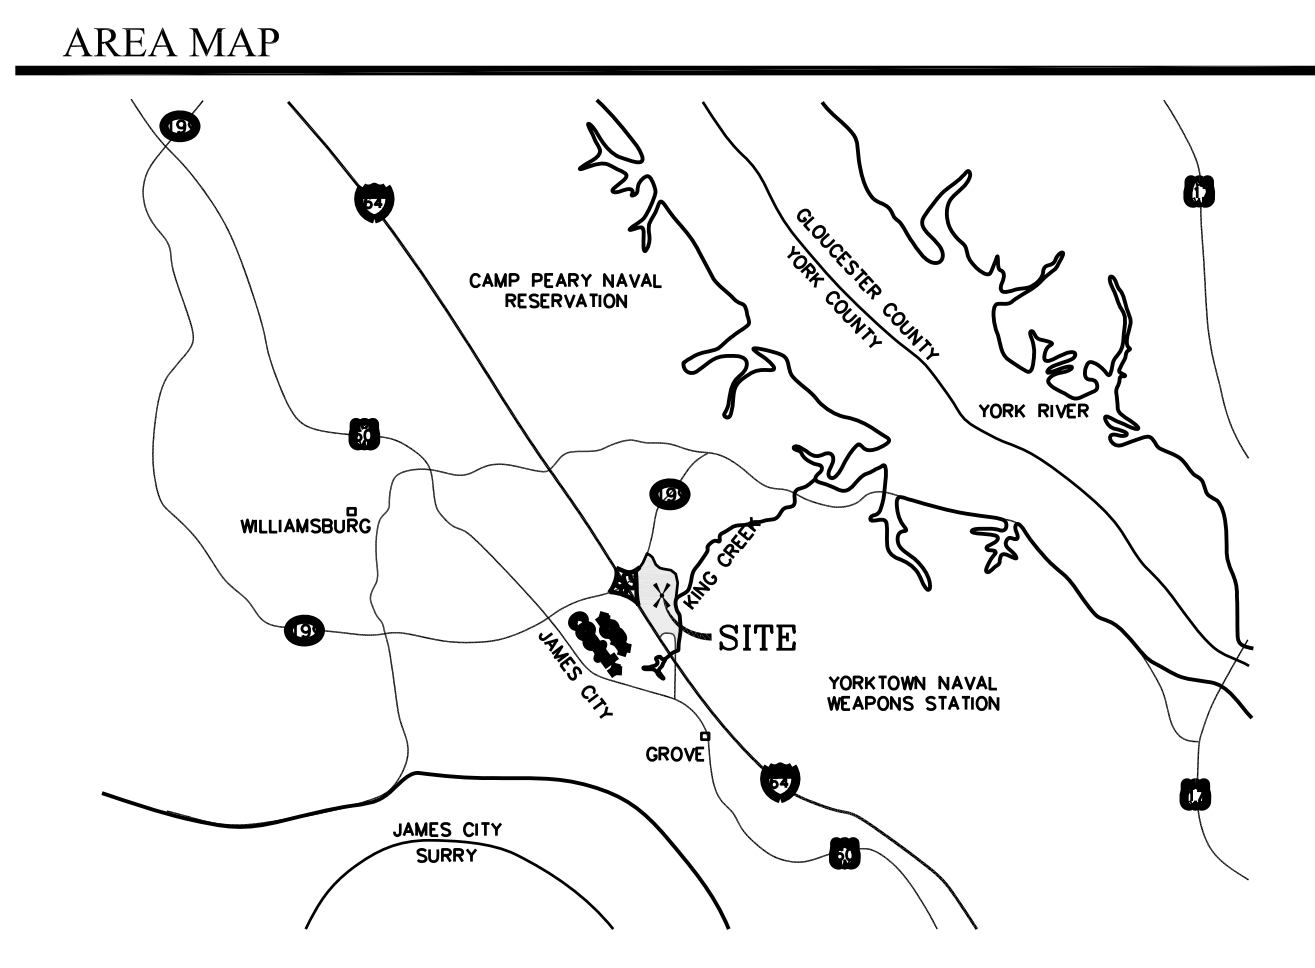 AREA MAP
64
GLOUCESTER COUNTY
YORK COUNTY
CAMP PEARY NAVAL
RESERVATION
YORK RIVER
60
WILLIAMSBURG
KING CREEK
SITE
JAMES CITY
YORKTOWN NAVAL
WEAPONS STATION
GROVE
64
17
JAMES CITY
SURRY
60